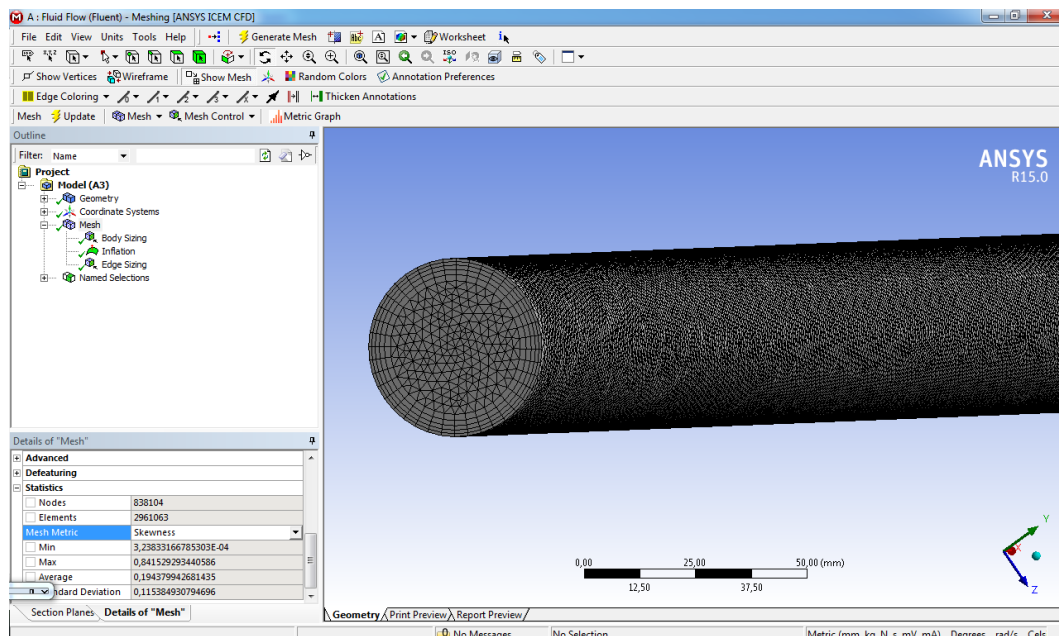 A : Fluid Flow (Fluent) - Meshing [ANSYS ICEM CFD]
File Edit View Units Tools Help Generate Mesh A Worksheet
ISO
Show Vertices Wireframe Show Mesh Random Colors Annotation Preferences
Edge Coloring Thicken Annotations
Mesh Update Mesh Mesh Control Metric Graph
Outline
Filter: Name
Project
Model (A3)
Geometry
Coordinate Systems
Mesh
Body Sizing
Inflation
Edge Sizing
Named Selections
ANSYS
R15.0
Details of "Mesh"
Advanced
Defeaturing
Statistics
Nodes 838104
Elements 2961063
Mesh Metric Skewness
Min 3,23833166785303E-04
Max 0,841529293440586
Average 0,194379942681435
ndard Deviation 0,115384930794696
Section Planes Details of "Mesh"
0,00 25,00 50,00 (mm)
12,50 37,50
Y
X
Z
Geometry Print Preview Report Preview
No Messages No Selection Metric (mm, kg, N, s, mV, mA) Degrees rad/s Cels